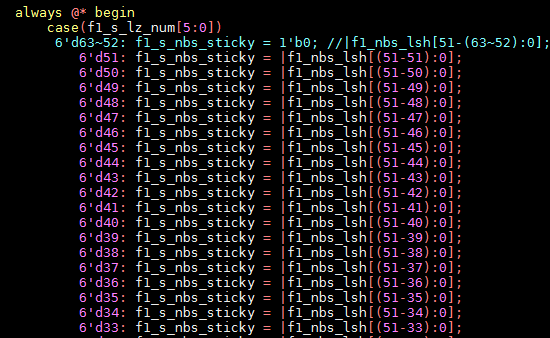 always @* begin
case(f1_s_lz_num[5:0])
6'd63~52: f1_s_nbs_sticky = 1'b0; //|f1_nbs_lsh[51-(63~52):0];
6'd51: f1_s_nbs_sticky = |f1_nbs_lsh[(51-51):0];
6'd50: f1_s_nbs_sticky = |f1_nbs_lsh[(51-50):0];
6'd49: f1_s_nbs_sticky = |f1_nbs_lsh[(51-49):0];
6'd48: f1_s_nbs_sticky = |f1_nbs_lsh[(51-48):0];
6'd47: f1_s_nbs_sticky = |f1_nbs_lsh[(51-47):0];
6'd46: f1_s_nbs_sticky = |f1_nbs_lsh[(51-46):0];
6'd45: f1_s_nbs_sticky = |f1_nbs_lsh[(51-45):0];
6'd44: f1_s_nbs_sticky = |f1_nbs_lsh[(51-44):0];
6'd43: f1_s_nbs_sticky = |f1_nbs_lsh[(51-43):0];
6'd42: f1_s_nbs_sticky = |f1_nbs_lsh[(51-42):0];
6'd41: f1_s_nbs_sticky = |f1_nbs_lsh[(51-41):0];
6'd40: f1_s_nbs_sticky = |f1_nbs_lsh[(51-40):0];
6'd39: f1_s_nbs_sticky = |f1_nbs_lsh[(51-39):0];
6'd38: f1_s_nbs_sticky = |f1_nbs_lsh[(51-38):0];
6'd37: f1_s_nbs_sticky = |f1_nbs_lsh[(51-37):0];
6'd36: f1_s_nbs_sticky = |f1_nbs_lsh[(51-36):0];
6'd35: f1_s_nbs_sticky = |f1_nbs_lsh[(51-35):0];
6'd34: f1_s_nbs_sticky = |f1_nbs_lsh[(51-34):0];
6'd33: f1_s_nbs_sticky = |f1_nbs_lsh[(51-33):0];